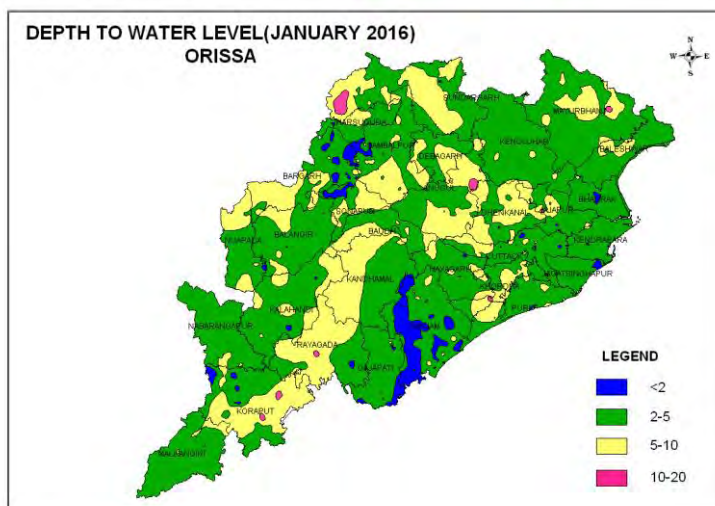 DEPTH TO WATER LEVEL(JANUARY 2016)
ORISSA
N
W E
S
SUNDARGARH
JHARSUGUDA
MAYURBHANJ
SAMBALPUR
KENDUJHAR
DEBAGARH
BALESHWAR
BARGARH
ANUGUL
BHADRAK
SONAPUR
DHENKANAL
JAJAPUR
NUAPADA
BALANGIR
BAUDH
KENDRAPARA
CUTTACK
NAYAGARH
JAGATSINGHAPUR
KANDHAMAL
KHORDHA
PURI
KALAHANDI
GANJAM
NABARANGAPUR
RAYAGADA
GAJAPATI
KORAPUT
MALKANGIRI
LEGEND
<2
2-5
5-10
10-20